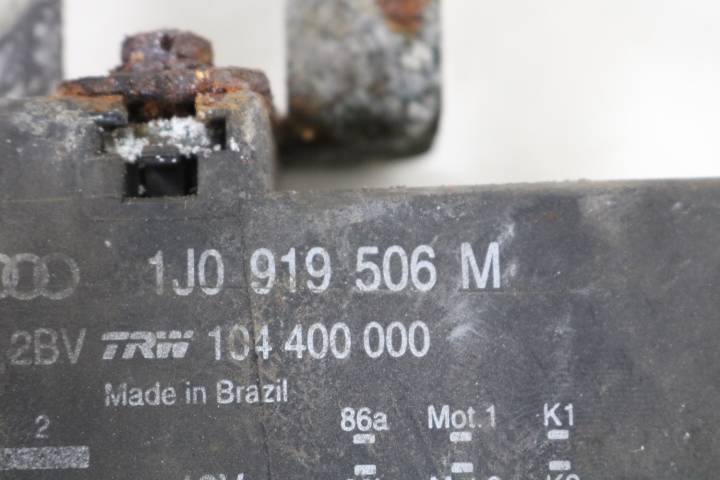 1J0 919 506 M
2BV TRW 104 400 000
Made in Brazil
2 86a Mot.1 K1